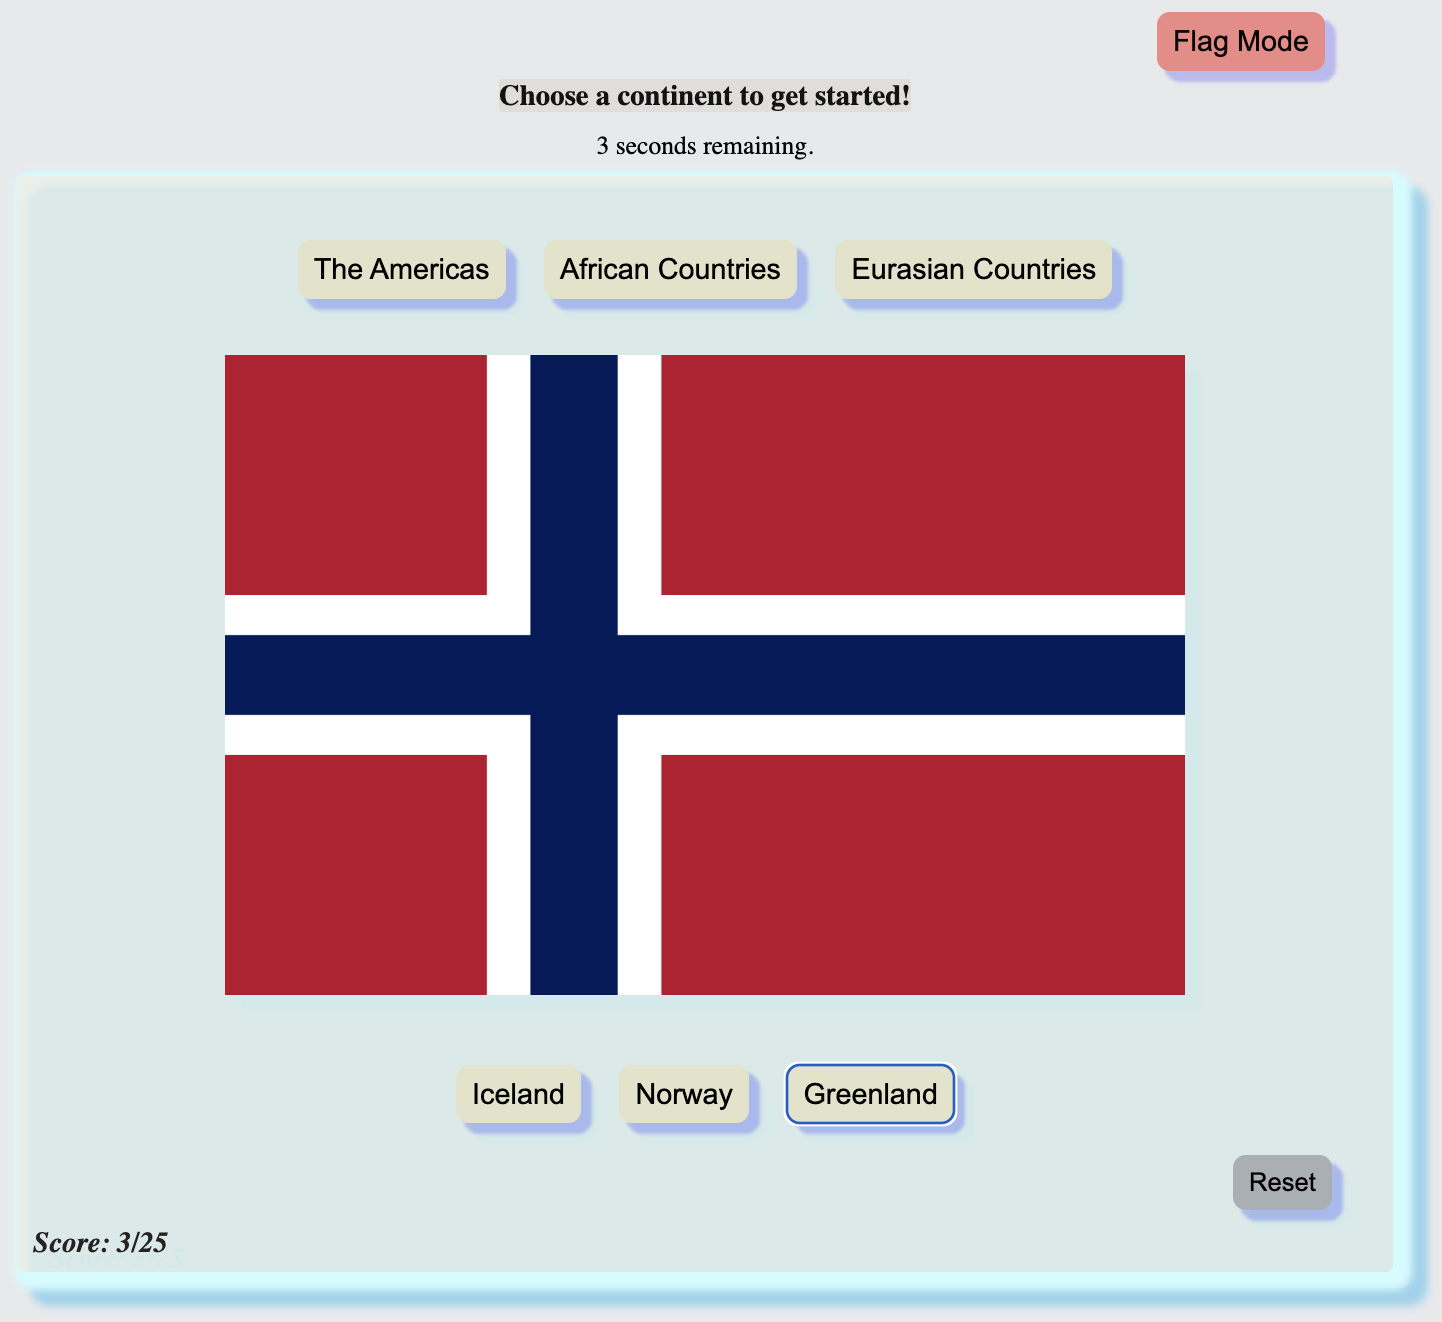 Flag Mode
Choose a continent to get started!
3 seconds remaining.
The Americas African Countries Eurasian Countries
Iceland Norway Greenland
Reset
Score: 3/25